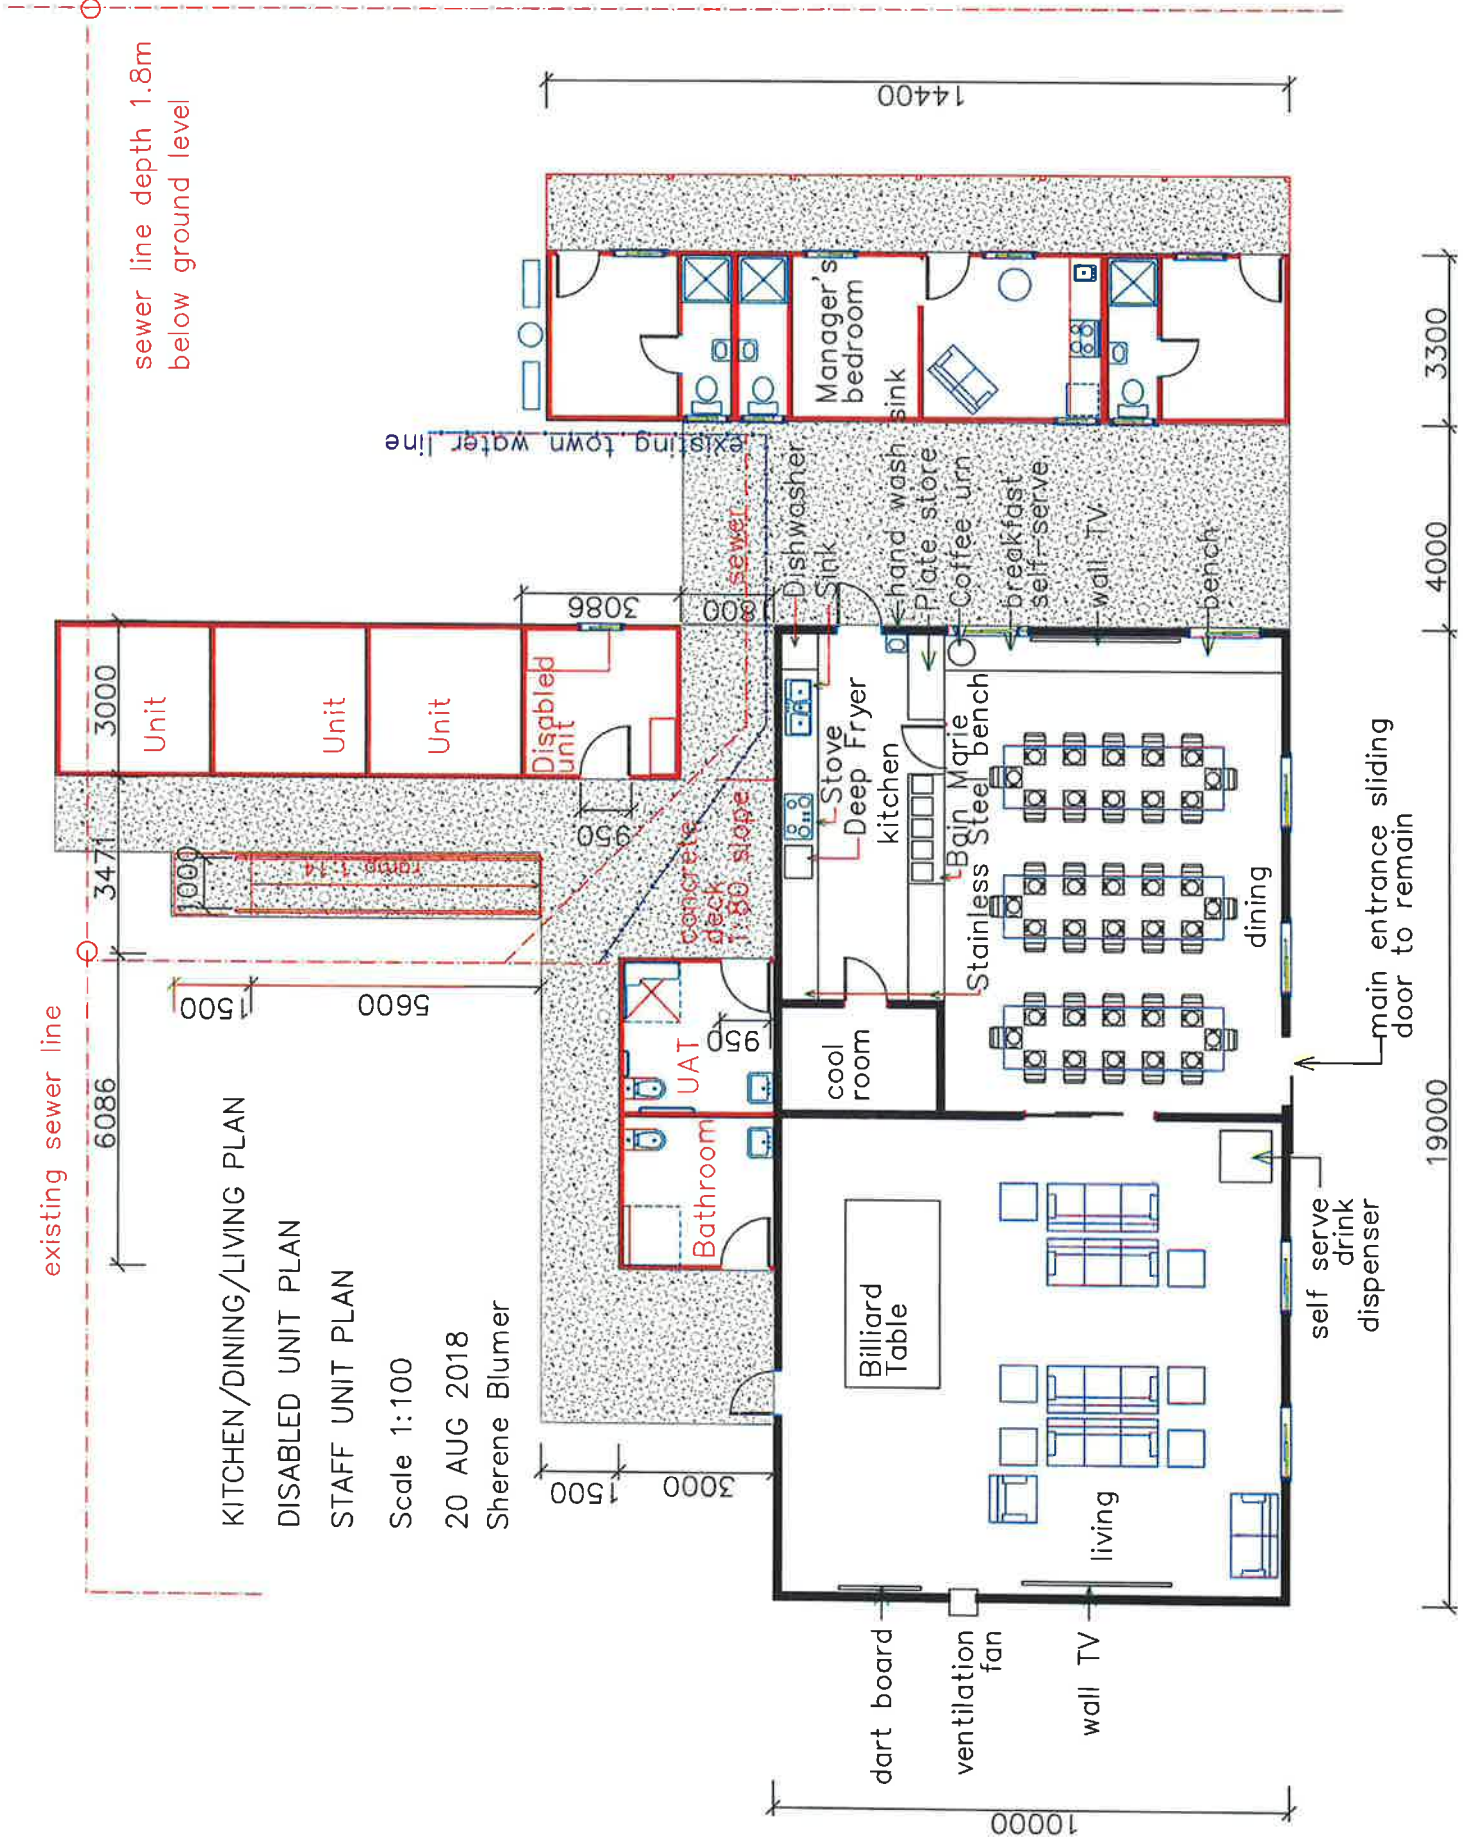 KITCHEN/DINING/LIVING PLAN
DISABLED UNIT PLAN
STAFF UNIT PLAN
Scale 1:100
20 AUG 2018
Sherene Blumer
existing sewer line
sewer line depth 1.8m
below ground level
6086
3471
3000
1500
5600
1000
ramp 1:14
Unit
Unit
Unit
Disabled
unit
950
3086
800
existing town water line
sewer
concrete
deck
1:80 slope
UAT
950
Bathroom
1500
3000
14400
Manager's
bedroom
Dishwasher
Sink
hand wash sink
Plate store
Coffee urn
breakfast
self-serve
wall TV
bench
Stove
Deep Fryer
kitchen
Bain Marie
Stainless Steel bench
cool
room
dining
Billiard
Table
living
dart board
ventilation
fan
wall TV
self serve
drink
dispenser
main entrance sliding
door to remain
10000
19000
4000
3300